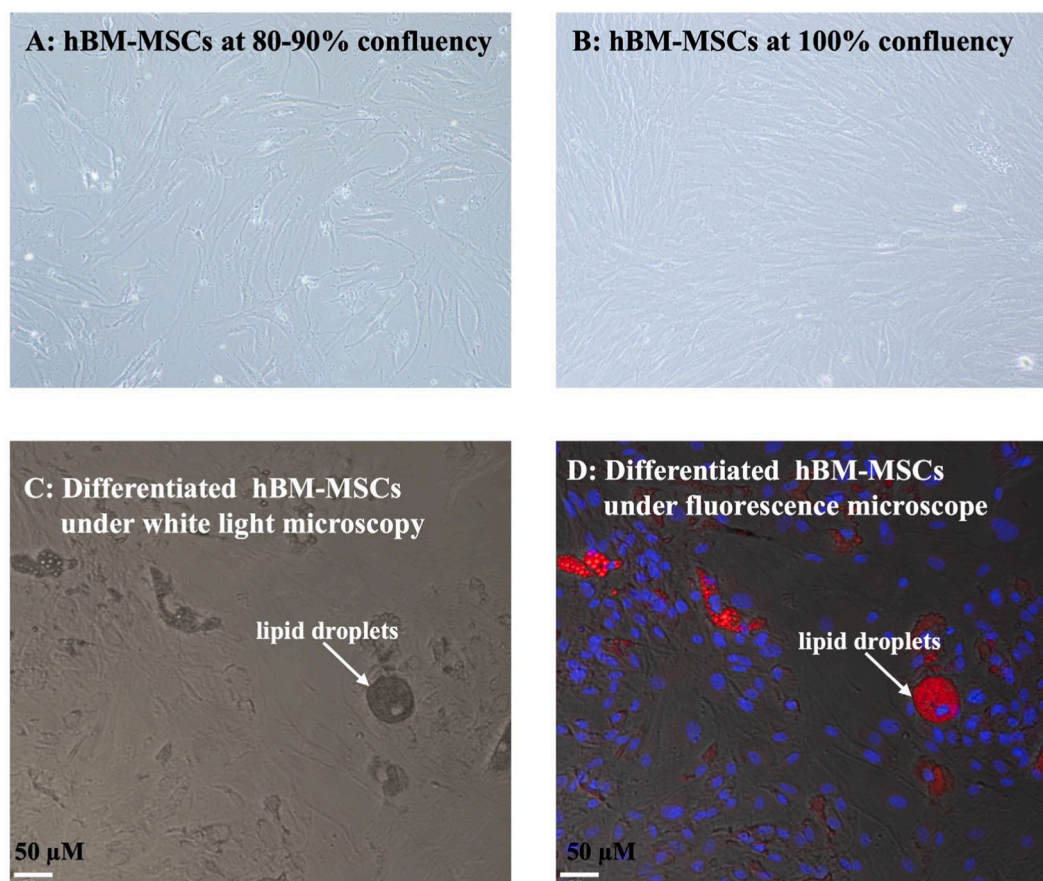 A: hBM-MSCs at 80-90% confluency
B: hBM-MSCs at 100% confluency
C: Differentiated hBM-MSCs
under white light microscopy
lipid droplets
50 µM
D: Differentiated hBM-MSCs
under fluorescence microscope
lipid droplets
50 µM